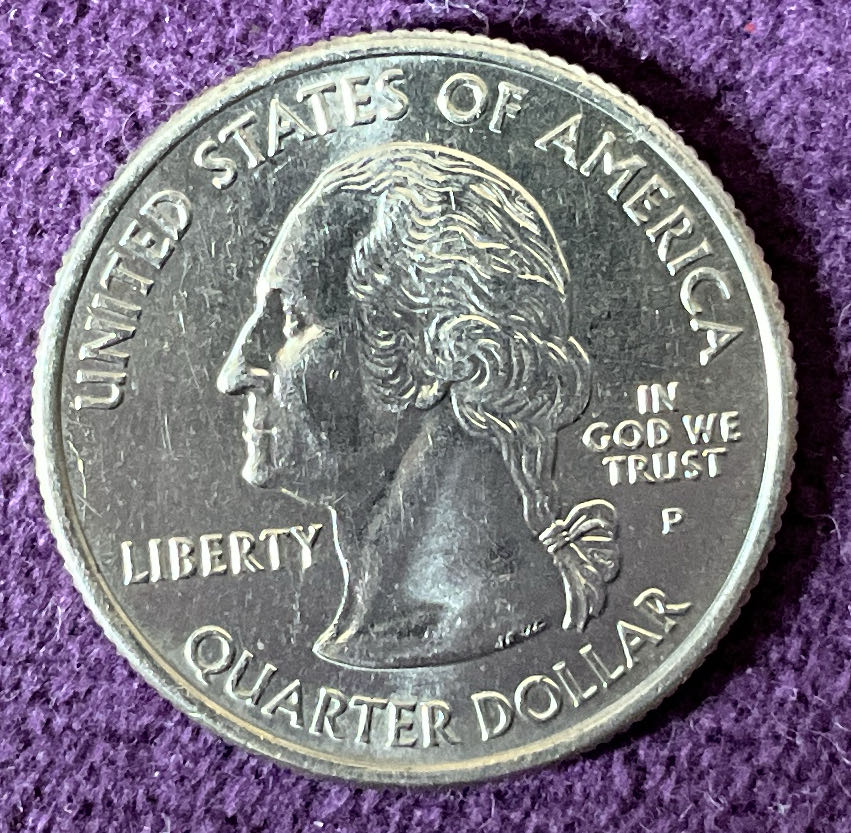 UNITED STATES OF AMERICA
IN
GOD WE
TRUST
P
LIBERTY
QUARTER DOLLAR